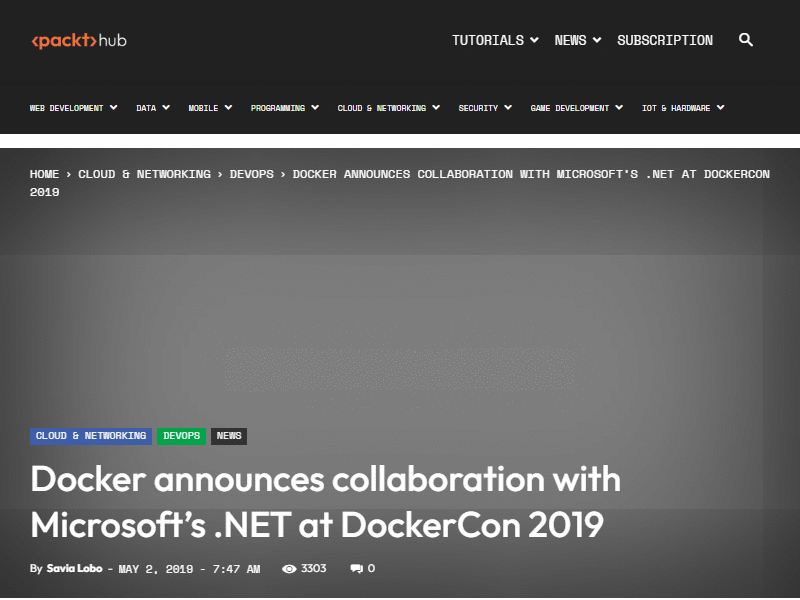 <packt>hub
TUTORIALS NEWS SUBSCRIPTION
WEB DEVELOPMENT DATA MOBILE PROGRAMMING CLOUD & NETWORKING SECURITY GAME DEVELOPMENT IOT & HARDWARE
HOME › CLOUD & NETWORKING › DEVOPS › DOCKER ANNOUNCES COLLABORATION WITH MICROSOFT'S .NET AT DOCKERCON
2019
CLOUD & NETWORKING DEVOPS NEWS
Docker announces collaboration with
Microsoft’s .NET at DockerCon 2019
By Savia Lobo - MAY 2, 2019 - 7:47 AM 3303 0